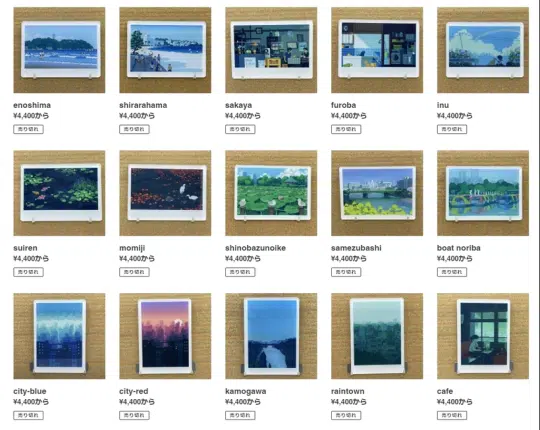 enoshima
¥4,400から
売り切れ
shirarahama
¥4,400から
売り切れ
sakaya
¥4,400から
売り切れ
furoba
¥4,400から
売り切れ
inu
¥4,400から
売り切れ
suiren
¥4,400から
売り切れ
momiji
¥4,400から
売り切れ
shinobazunoike
¥4,400から
売り切れ
samezubashi
¥4,400から
売り切れ
boat noriba
¥4,400から
売り切れ
city-blue
¥4,400から
売り切れ
city-red
¥4,400から
売り切れ
kamogawa
¥4,400から
売り切れ
raintown
¥4,400から
売り切れ
cafe
¥4,400から
売り切れ